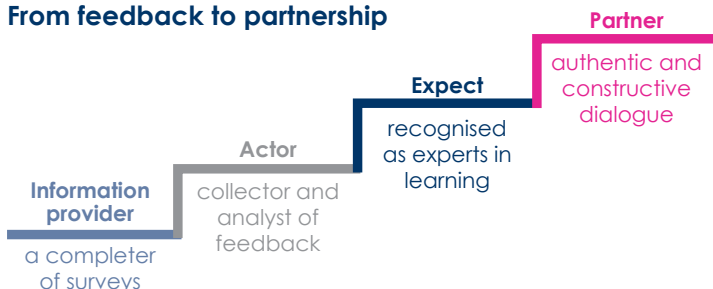 From feedback to partnership
Partner
authentic and
constructive
dialogue
Expect
recognised
as experts in
learning
Actor
collector and
analyst of
feedback
Information
provider
a completer
of surveys